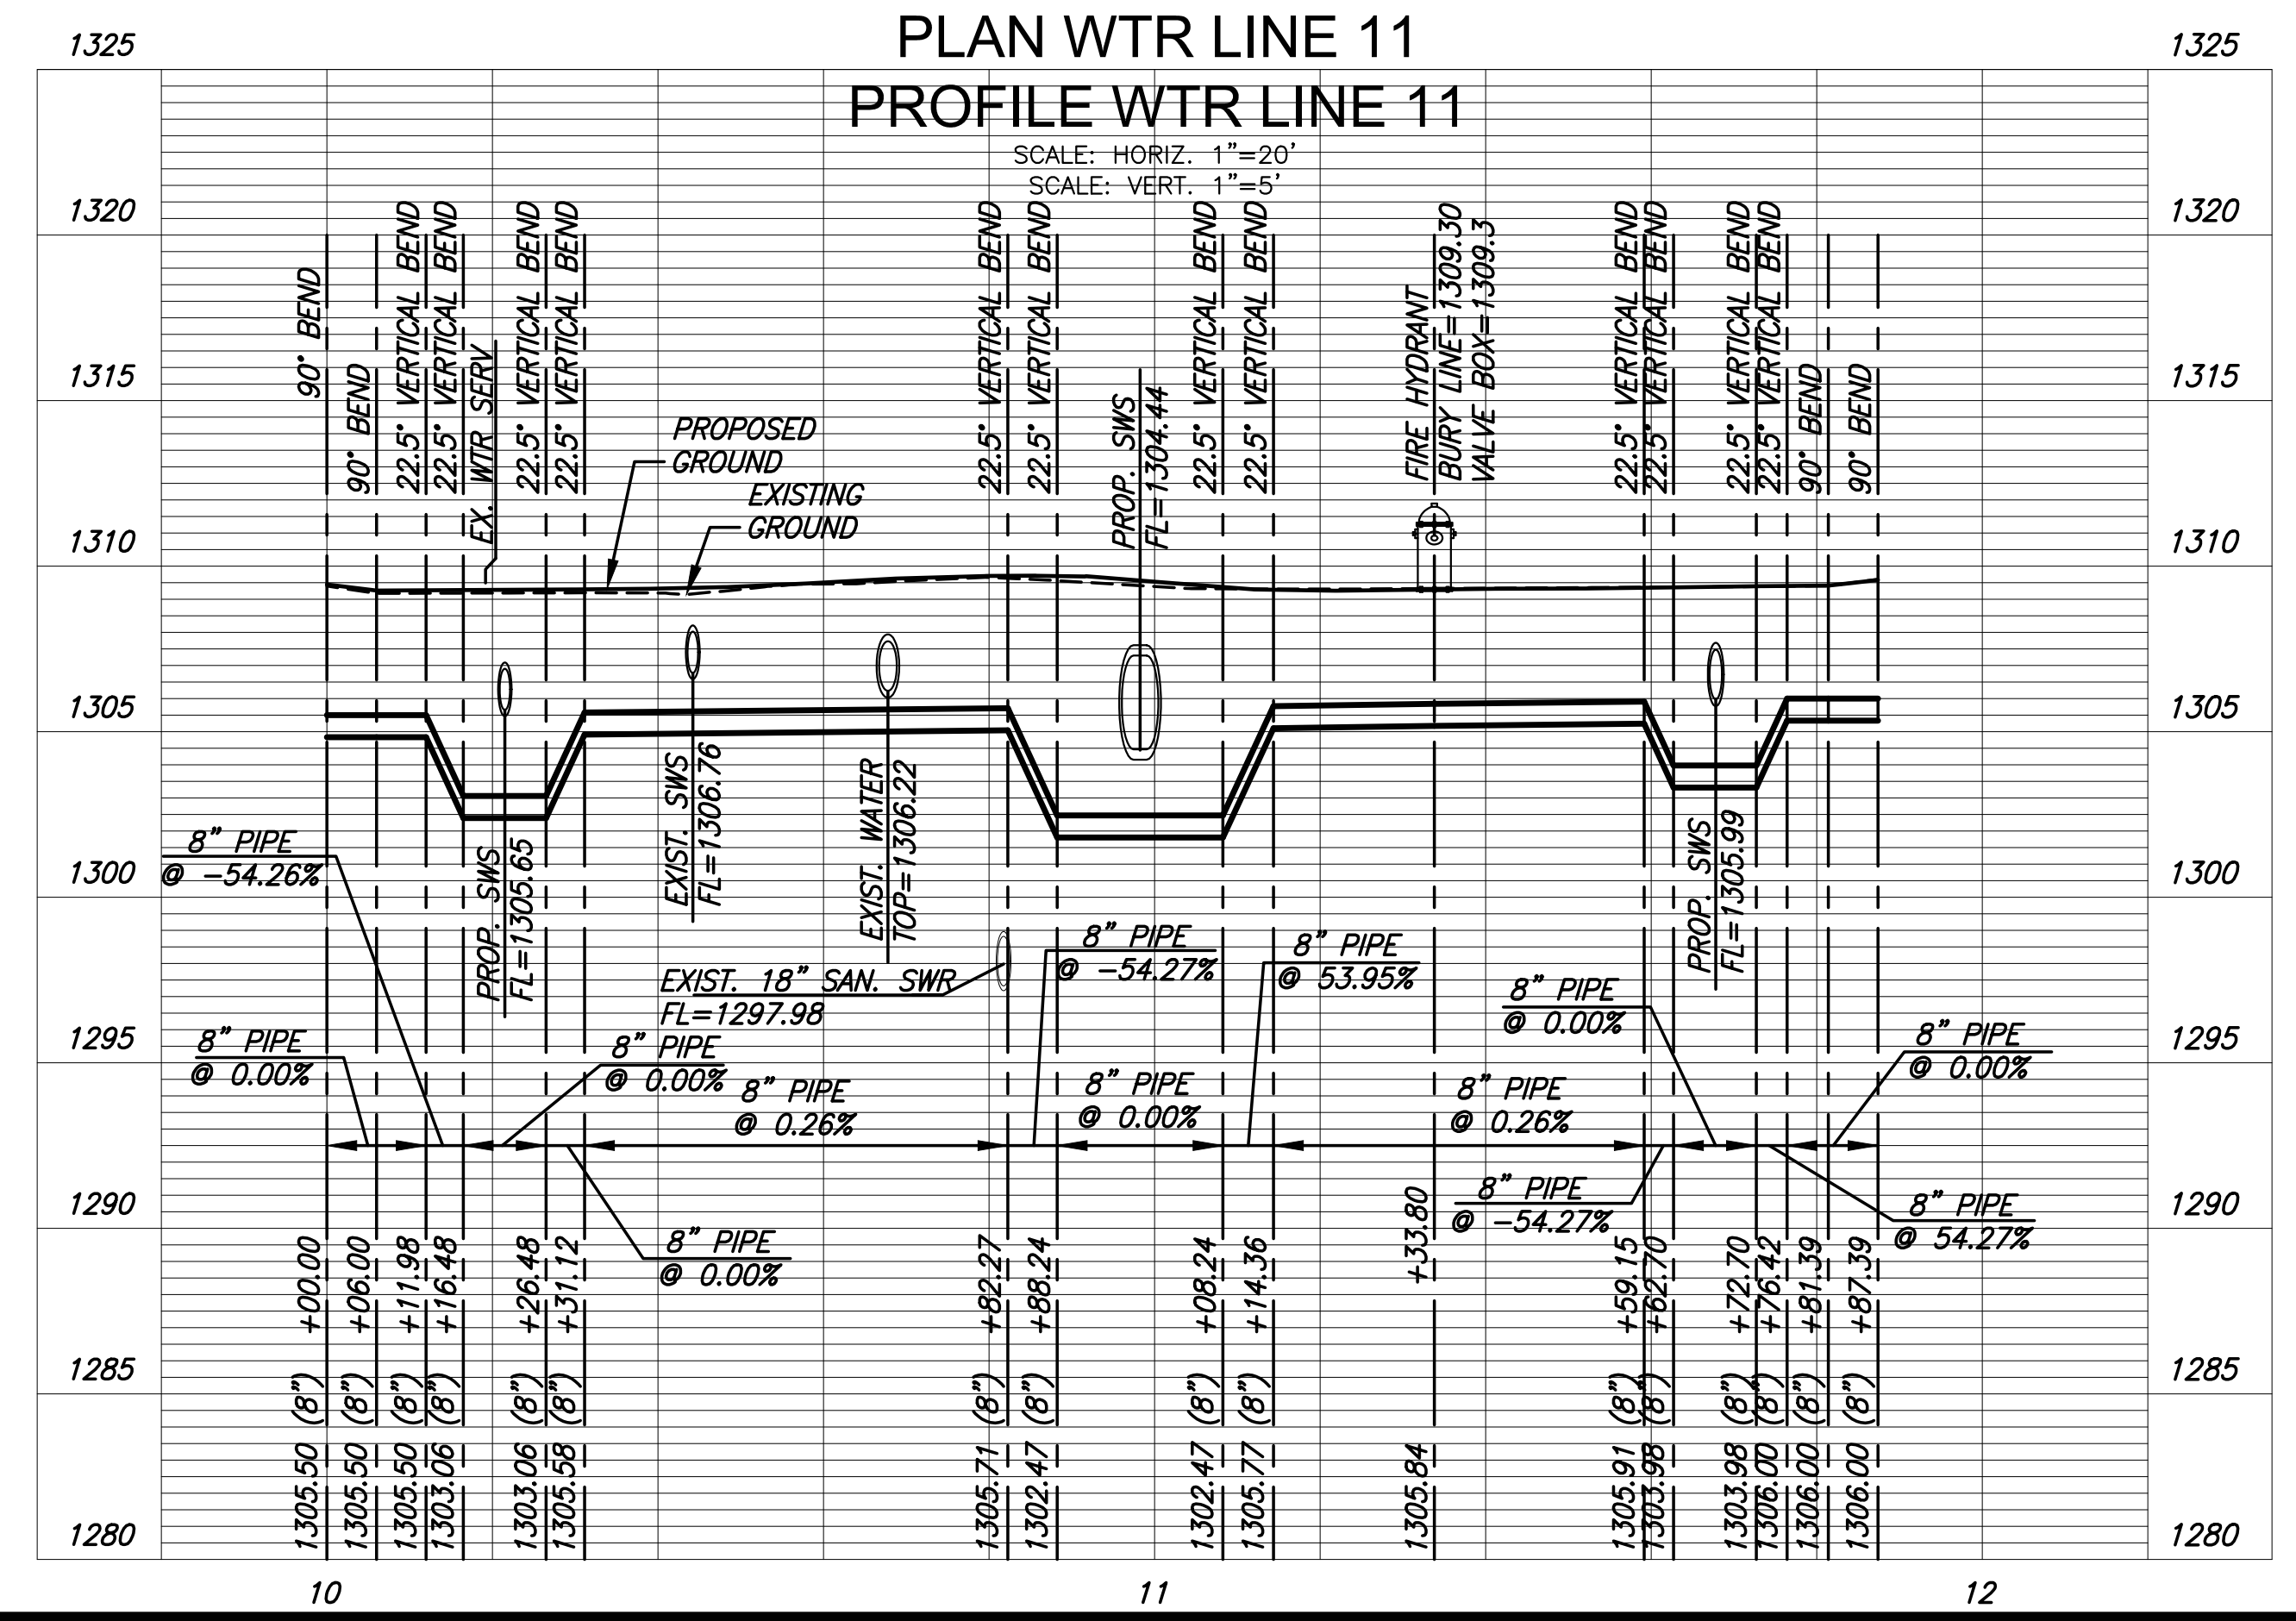 PLAN WTR LINE 11
1325
1325
PROFILE WTR LINE 11
SCALE: HORIZ. 1"=20'
SCALE: VERT. 1"=5'
1320
1320
1315
1315
1310
1310
1305
1305
1300
1300
1295
1295
1290
1290
1285
1285
1280
1280
90° BEND
90° BEND
22.5° VERTICAL BEND
22.5° VERTICAL BEND
EX. WTR SERV
22.5° VERTICAL BEND
22.5° VERTICAL BEND
PROPOSED
GROUND
EXISTING
GROUND
22.5° VERTICAL BEND
22.5° VERTICAL BEND
PROP. SWS
FL=1304.44
22.5° VERTICAL BEND
22.5° VERTICAL BEND
FIRE HYDRANT
BURY LINE=1309.30
VALVE BOX=1309.3
22.5° VERTICAL BEND
22.5° VERTICAL BEND
22.5° VERTICAL BEND
22.5° VERTICAL BEND
90° BEND
90° BEND
8" PIPE
@ -54.26%
PROP. SWS
FL=1305.65
EXIST. SWS
FL=1306.76
EXIST. WATER
TOP=1306.22
EXIST. 18" SAN. SWR
FL=1297.98
8" PIPE
@ -54.27%
8" PIPE
@ 53.95%
PROP. SWS
FL=1305.99
8" PIPE
@ 0.00%
8" PIPE
@ 0.00%
8" PIPE
@ 0.00%
8" PIPE
@ 0.00%
8" PIPE
@ 0.26%
8" PIPE
@ 0.00%
8" PIPE
@ 0.26%
8" PIPE
@ -54.27%
8" PIPE
@ 54.27%
8" PIPE
@ 0.00%
+00.00
+06.00
+11.98
+16.48
+26.48
+31.12
+82.27
+88.24
+08.24
+14.36
+33.80
+59.15
+62.70
+72.70
+76.42
+81.39
+87.39
1305.50 (8")
1305.50 (8")
1305.50 (8")
1303.06 (8")
1303.06 (8")
1305.58 (8")
1305.71 (8")
1302.47 (8")
1302.47 (8")
1305.77 (8")
1305.84
1305.91 (8")
1303.98 (8")
1303.98 (8")
1306.00 (8")
1306.00 (8")
1306.00 (8")
10
11
12